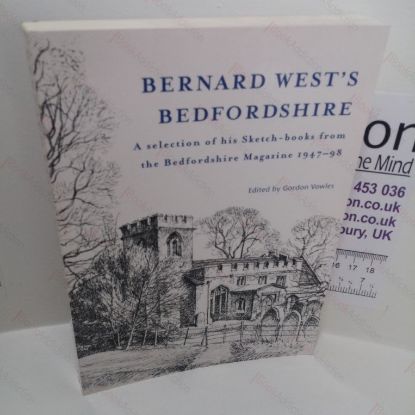 BERNARD WEST'S
BEDFORDSHIRE
A selection of his Sketch-books from
the Bedfordshire Magazine 1947–98
Edited by Gordon Vowles
on
he Mind
453 036
on.co.uk
n.co.uk
bury, UK
16 17 18